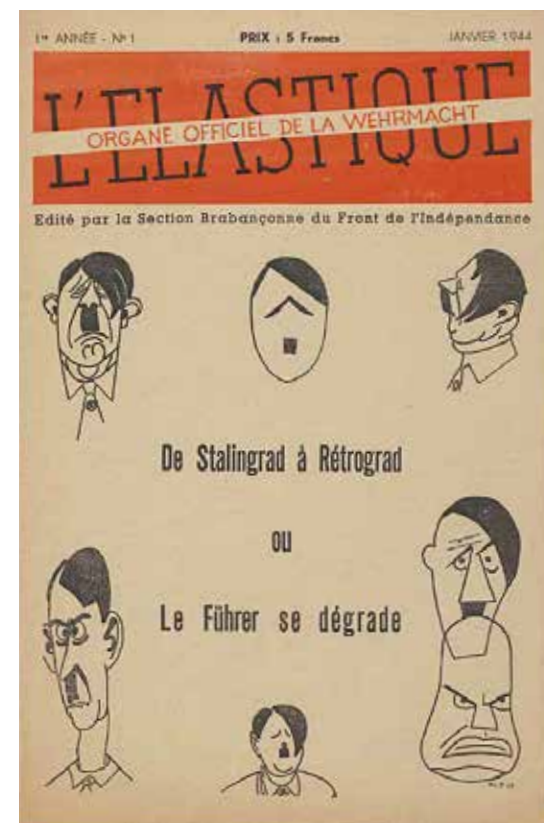 1re ANNÉE - No 1 PRIX : 5 Francs JANVIER 1944
L'ELASTIQUE
ORGANE OFFICIEL DE LA WEHRMACHT
Edité par la Section Brabançonne du Front de l'Indépendance
De Stalingrad à Rétrograd
ou
Le Führer se dégrade